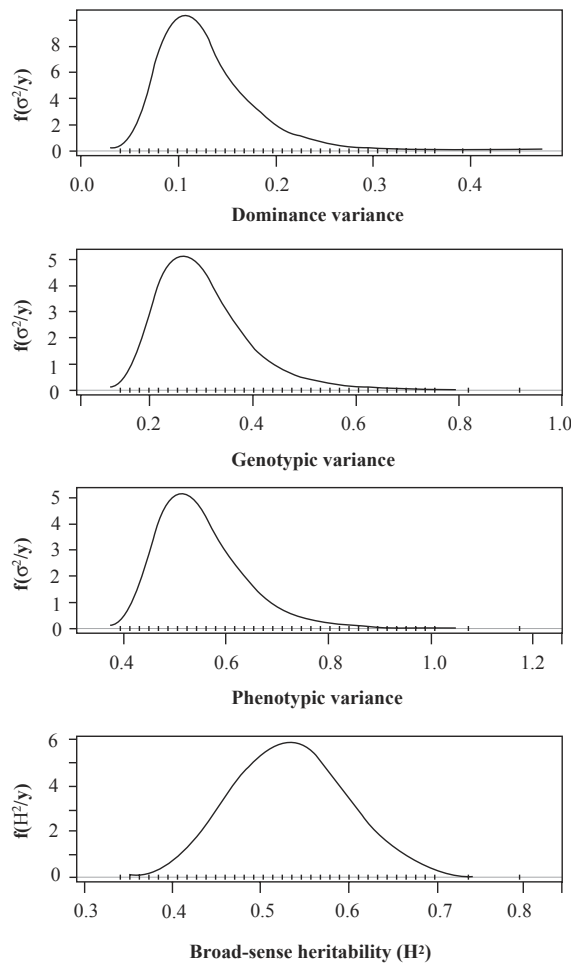 f(σ²/y)
8
6
4
2
0
0.0 0.1 0.2 0.3 0.4
Dominance variance
f(σ²/y)
5
4
3
2
1
0
0.2 0.4 0.6 0.8 1.0
Genotypic variance
f(σ²/y)
5
4
3
2
1
0
0.4 0.6 0.8 1.0 1.2
Phenotypic variance
f(H²/y)
6
4
2
0
0.3 0.4 0.5 0.6 0.7 0.8
Broad-sense heritability (H²)